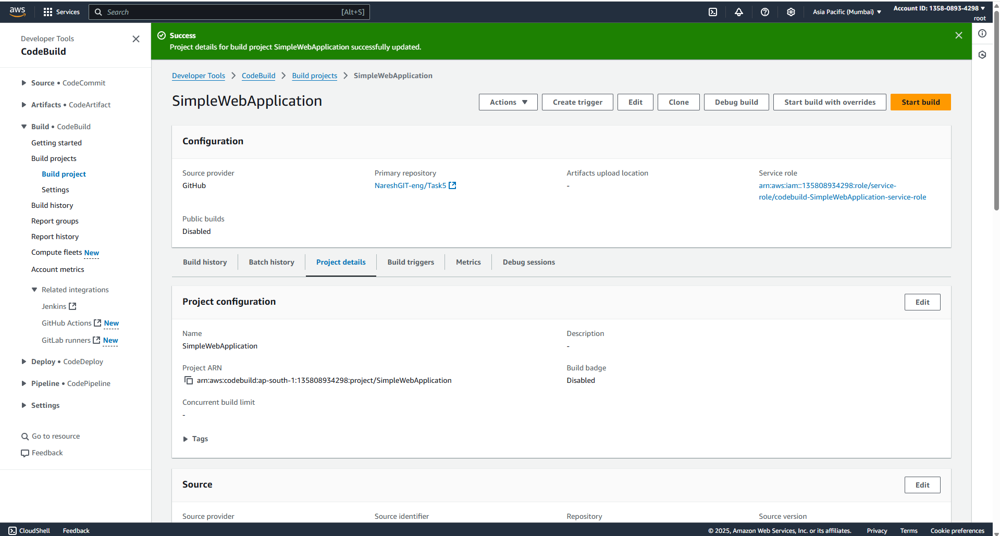 aws
Services
Search
[Alt+S]
Asia Pacific (Mumbai)
Account ID: 1358-0893-4298
root
Developer Tools
CodeBuild
Source • CodeCommit
Artifacts • CodeArtifact
Build • CodeBuild
Getting started
Build projects
Build project
Settings
Build history
Report groups
Report history
Compute fleets New
Account metrics
Related integrations
Jenkins
GitHub Actions New
GitLab runners New
Deploy • CodeDeploy
Pipeline • CodePipeline
Settings
Go to resource
Feedback
Success
Project details for build project SimpleWebApplication successfully updated.
Developer Tools
CodeBuild
Build projects
SimpleWebApplication
SimpleWebApplication
Actions
Create trigger
Edit
Clone
Debug build
Start build with overrides
Start build
Configuration
Source provider
GitHub
Primary repository
NareshGIT-eng/Task5
Artifacts upload location
-
Service role
arn:aws:iam::135808934298:role/service-
role/codebuild-SimpleWebApplication-service-role
Public builds
Disabled
Build history
Batch history
Project details
Build triggers
Metrics
Debug sessions
Project configuration
Edit
Name
SimpleWebApplication
Description
-
Project ARN
arn:aws:codebuild:ap-south-1:135808934298:project/SimpleWebApplication
Build badge
Disabled
Concurrent build limit
-
Tags
Source
Edit
Source provider
Source identifier
Repository
Source version
CloudShell
Feedback
© 2025, Amazon Web Services, Inc. or its affiliates.
Privacy
Terms
Cookie preferences